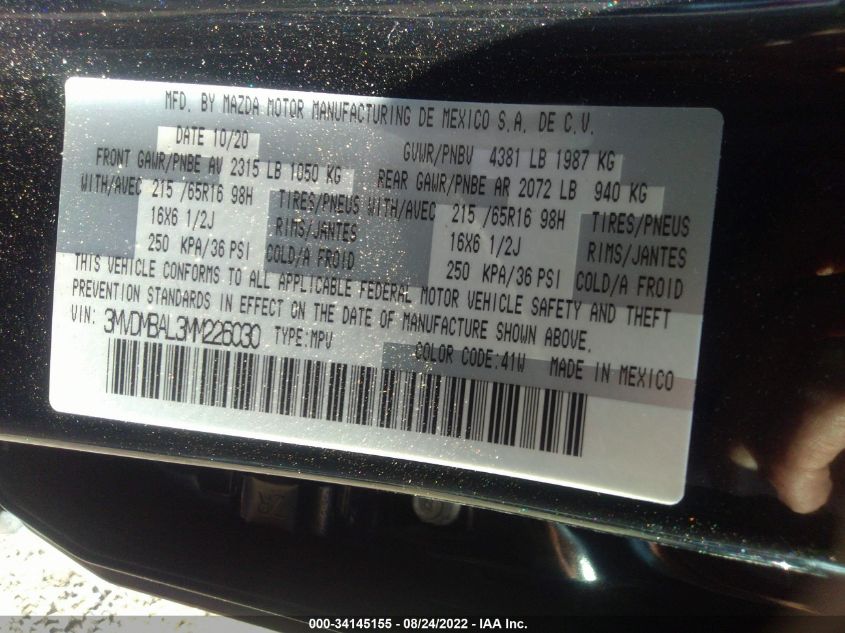 MFD. BY MAZDA MOTOR MANUFACTURING DE MEXICO S.A. DE C.V.
DATE 10/20 GVWR/PNBV 4381 LB 1987 KG
FRONT GAWR/PNBE AV 2315 LB 1050 KG REAR GAWR/PNBE AR 2072 LB 940 KG
WITH/AVEC 215 /65R16 98H TIRES/PNEUS WITH/AVEC 215 /65R16 98H TIRES/PNEUS
16X6 1/2J RIMS/JANTES 16X6 1/2J RIMS/JANTES
250 KPA/36 PSI COLD/A FROID 250 KPA/36 PSI COLD/A FROID
THIS VEHICLE CONFORMS TO ALL APPLICABLE FEDERAL MOTOR VEHICLE SAFETY AND THEFT
PREVENTION STANDARDS IN EFFECT ON THE DATE OF MANUFACTURE SHOWN ABOVE.
VIN: 3MVDMBAL3MM226030 TYPE:MPV COLOR CODE:41W MADE IN MEXICO
000-34145155 - 08/24/2022 - IAA Inc.